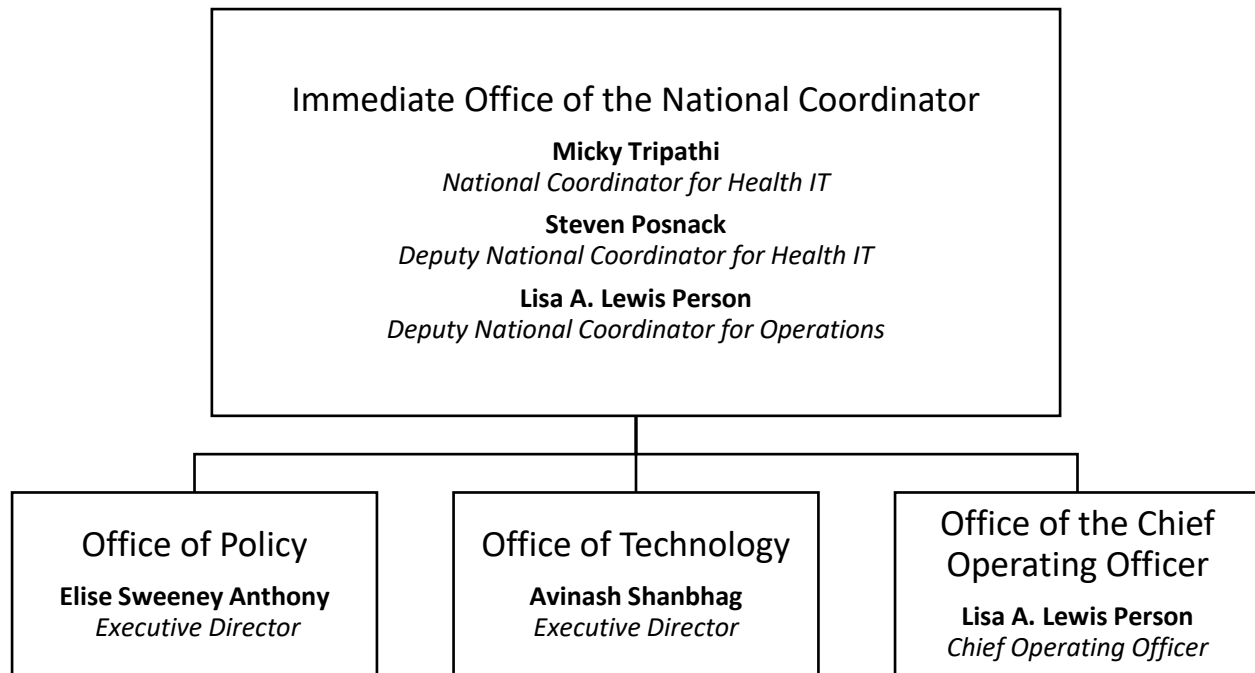 Immediate Office of the National Coordinator
Micky Tripathi
National Coordinator for Health IT
Steven Posnack
Deputy National Coordinator for Health IT
Lisa A. Lewis Person
Deputy National Coordinator for Operations
Office of Policy
Elise Sweeney Anthony
Executive Director
Office of Technology
Avinash Shanbhag
Executive Director
Office of the Chief
Operating Officer
Lisa A. Lewis Person
Chief Operating Officer